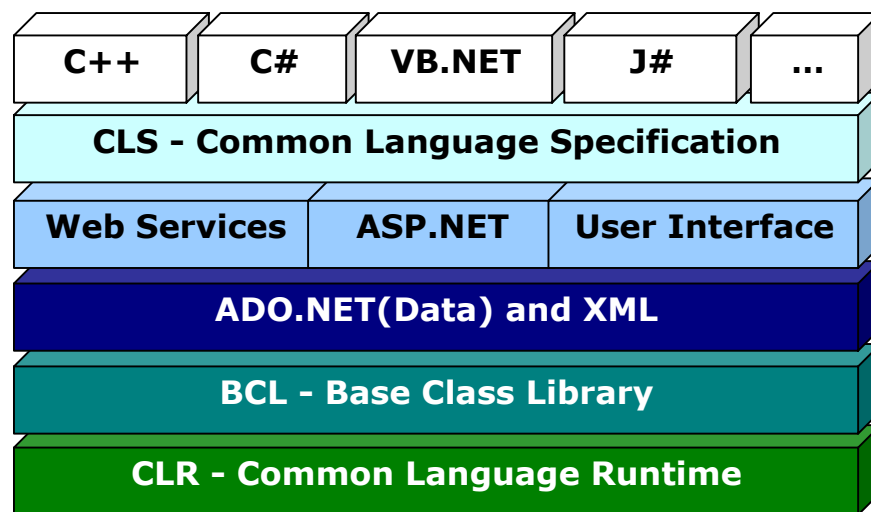 C++ C# VB.NET J# ...
CLS - Common Language Specification
Web Services ASP.NET User Interface
ADO.NET(Data) and XML
BCL - Base Class Library
CLR - Common Language Runtime